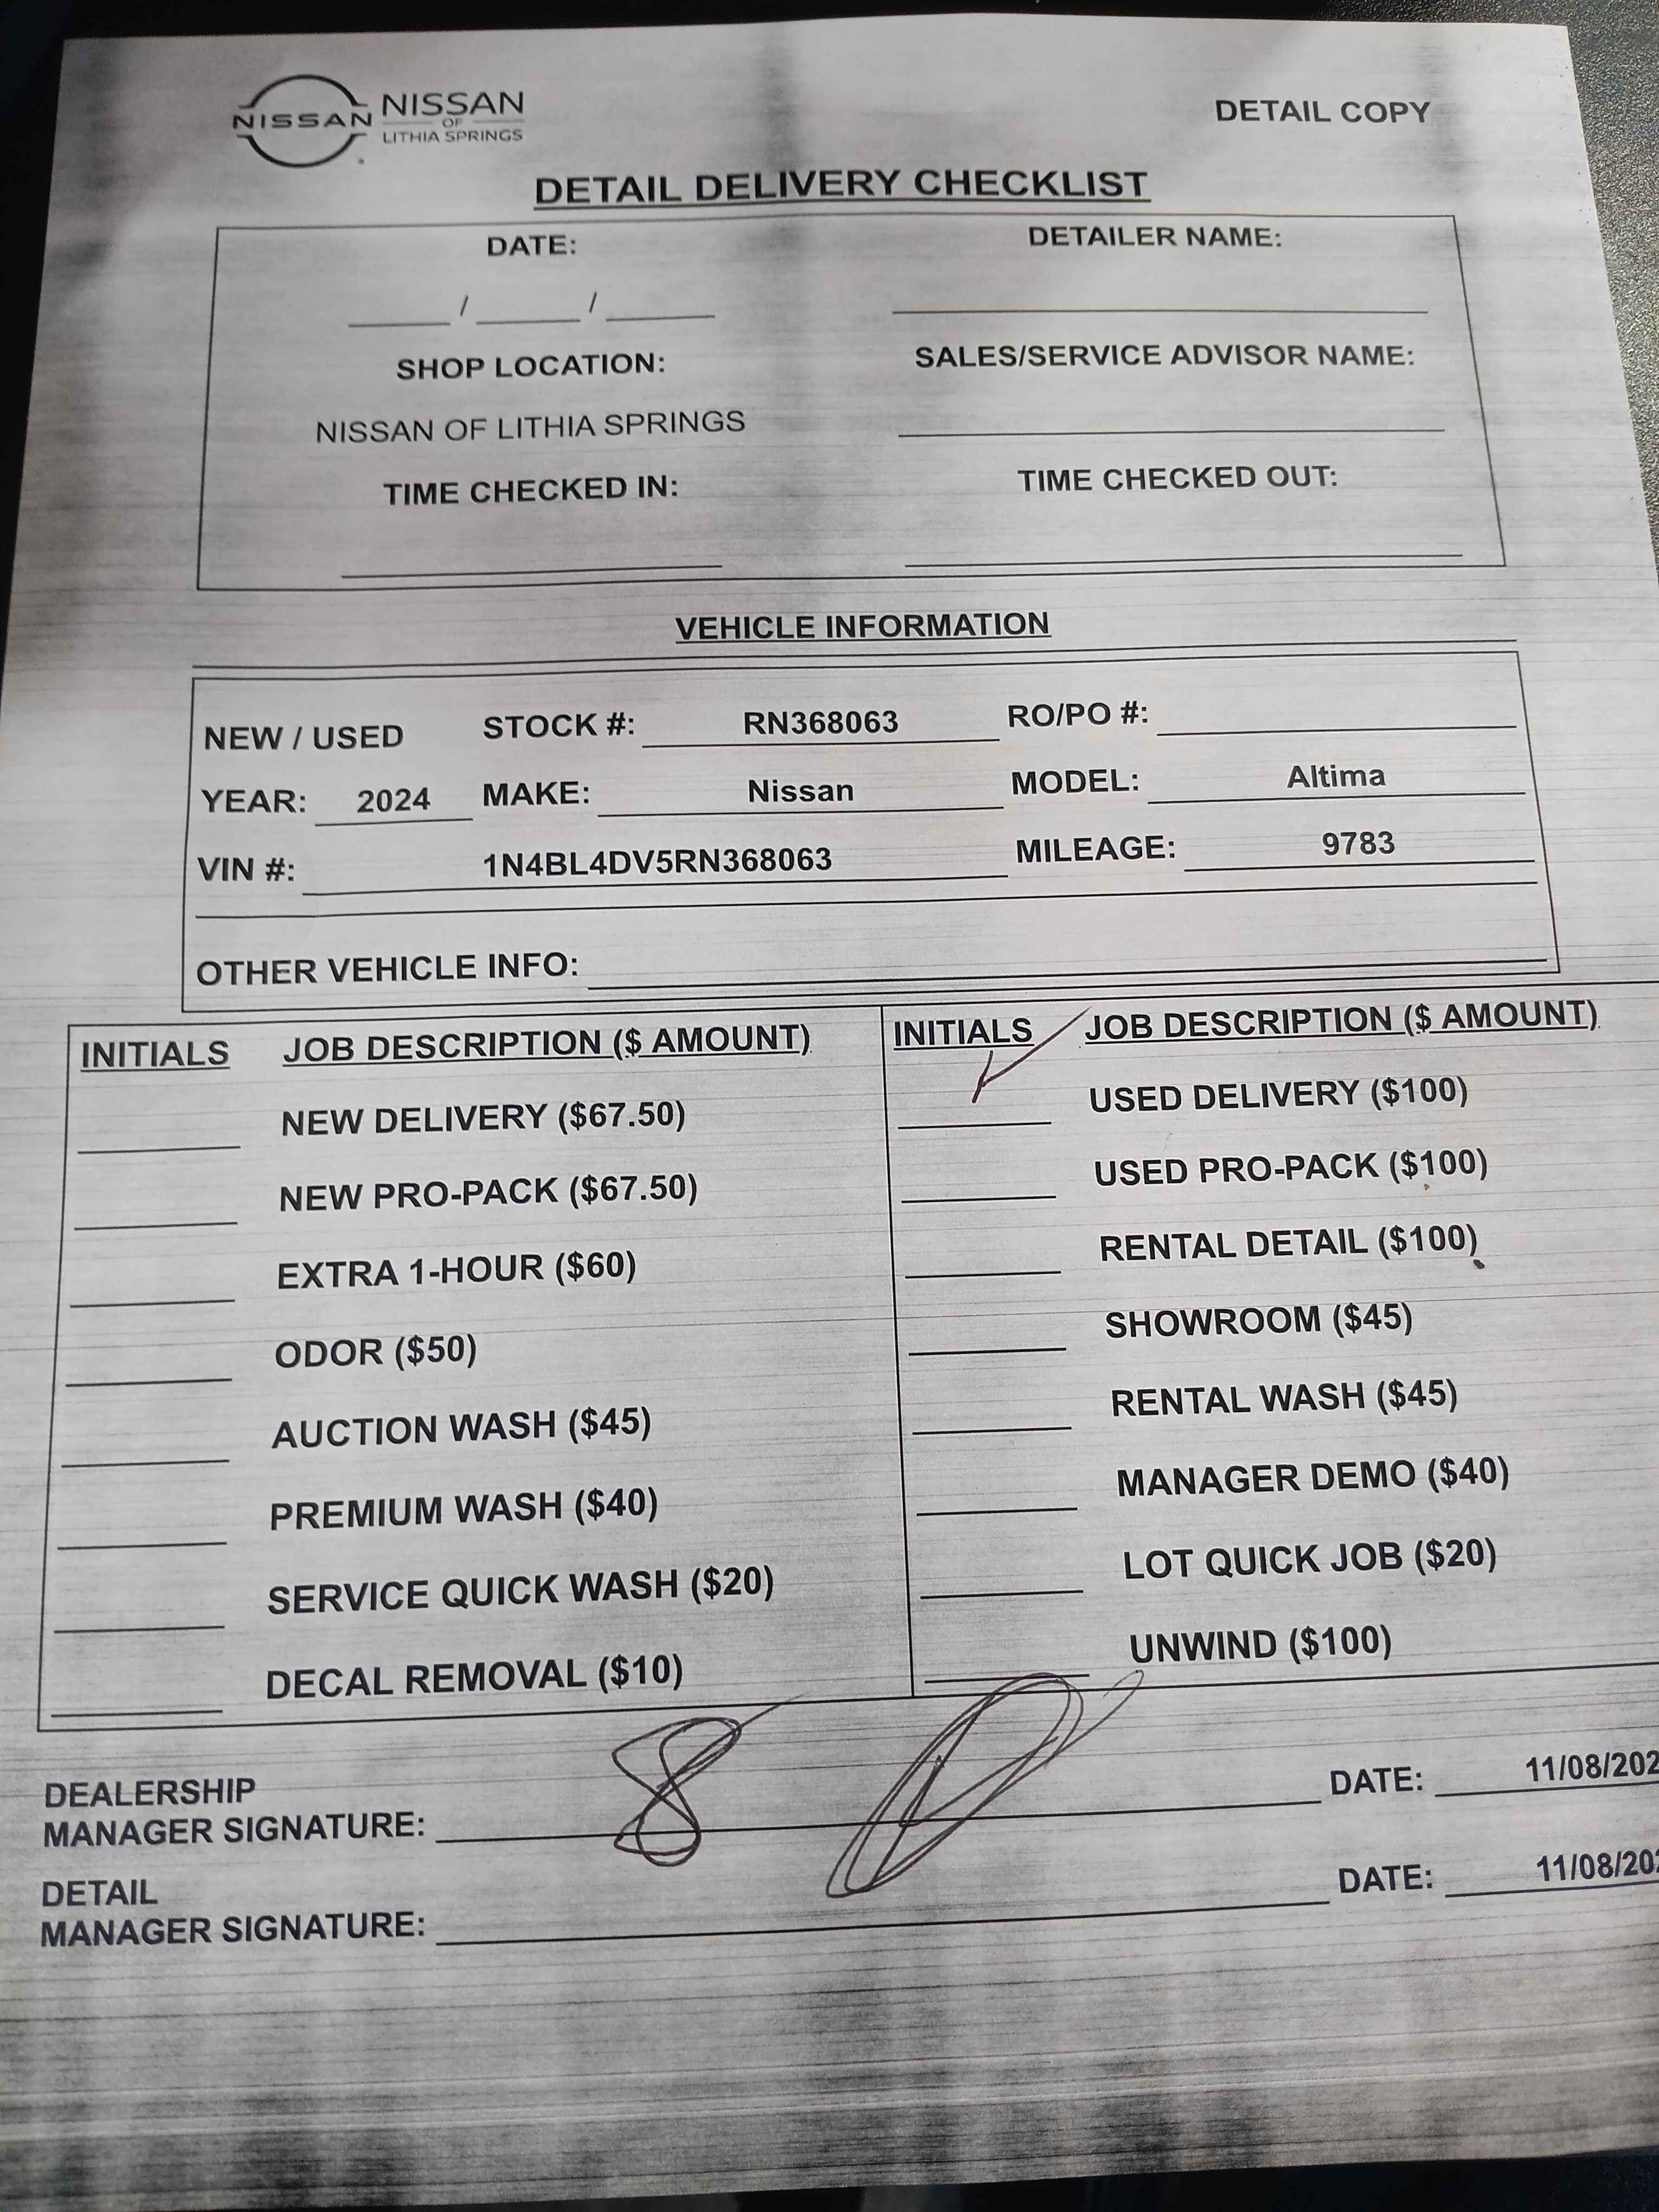 NISSAN NISSAN
OF
LITHIA SPRINGS
DETAIL COPY
DETAIL DELIVERY CHECKLIST
DATE: DETAILER NAME:
/ /
SHOP LOCATION: SALES/SERVICE ADVISOR NAME:
NISSAN OF LITHIA SPRINGS
TIME CHECKED IN: TIME CHECKED OUT:
VEHICLE INFORMATION
NEW / USED STOCK #: RN368063 RO/PO #:
YEAR: 2024 MAKE: Nissan MODEL: Altima
VIN #: 1N4BL4DV5RN368063 MILEAGE: 9783
OTHER VEHICLE INFO:
INITIALS JOB DESCRIPTION ($ AMOUNT) INITIALS JOB DESCRIPTION ($ AMOUNT)
NEW DELIVERY ($67.50) USED DELIVERY ($100)
NEW PRO-PACK ($67.50) USED PRO-PACK ($100)
EXTRA 1-HOUR ($60) RENTAL DETAIL ($100)
ODOR ($50) SHOWROOM ($45)
AUCTION WASH ($45) RENTAL WASH ($45)
PREMIUM WASH ($40) MANAGER DEMO ($40)
SERVICE QUICK WASH ($20) LOT QUICK JOB ($20)
DECAL REMOVAL ($10) UNWIND ($100)
DEALERSHIP
MANAGER SIGNATURE: DATE: 11/08/202
DETAIL
MANAGER SIGNATURE: DATE: 11/08/20